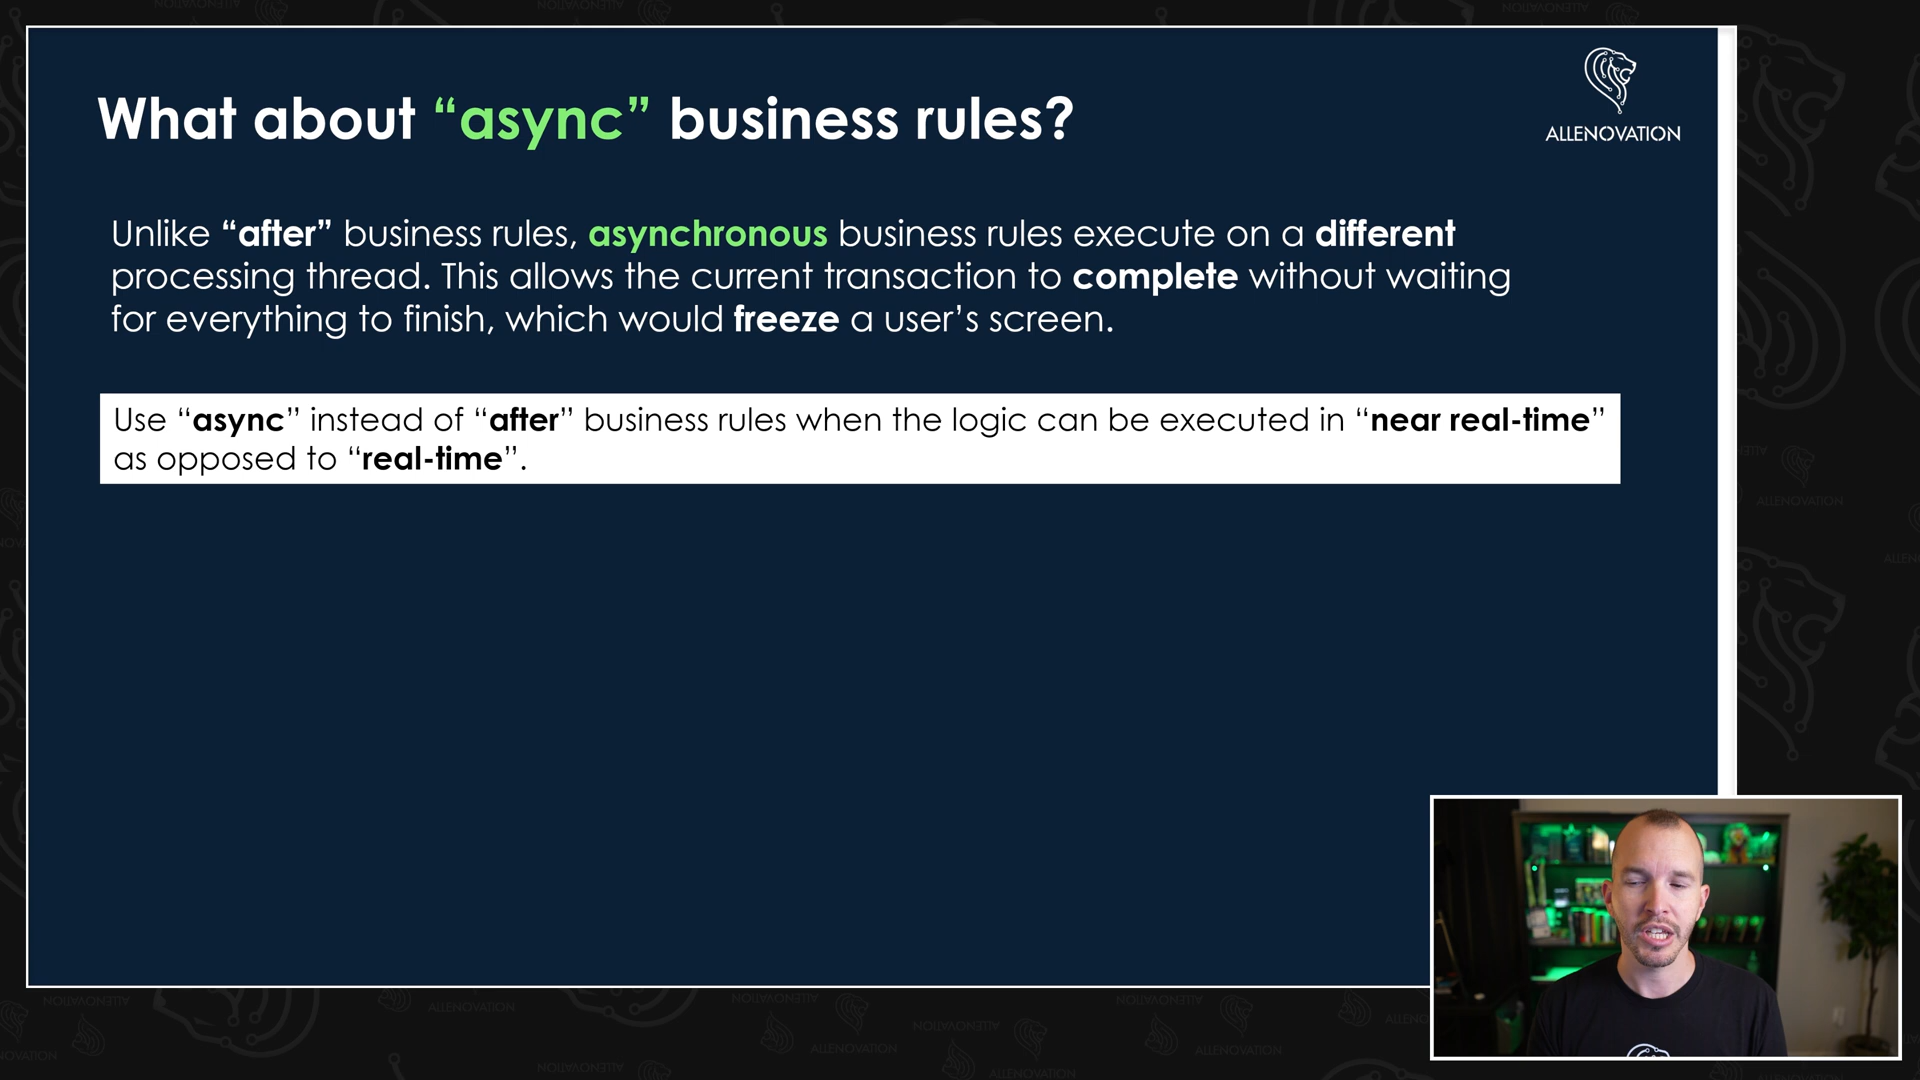 What about “async” business rules?
ALLENOVATION
Unlike “after” business rules, asynchronous business rules execute on a different
processing thread. This allows the current transaction to complete without waiting
for everything to finish, which would freeze a user’s screen.
Use “async” instead of “after” business rules when the logic can be executed in “near real-time”
as opposed to “real-time”.